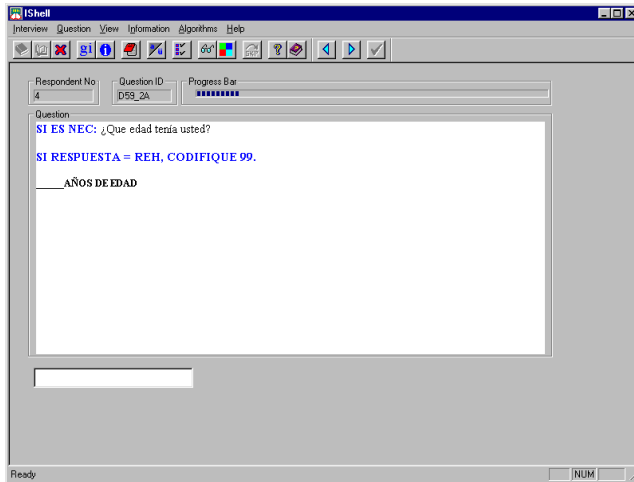 IShell
Interview Question View Information Algorithms Help
gi
Respondent No
4
Question ID
D59_2A
Progress Bar
Question
SI ES NEC: ¿Que edad tenía usted?
SI RESPUESTA = REH, CODIFIQUE 99.
_____AÑOS DE EDAD
Ready
NUM